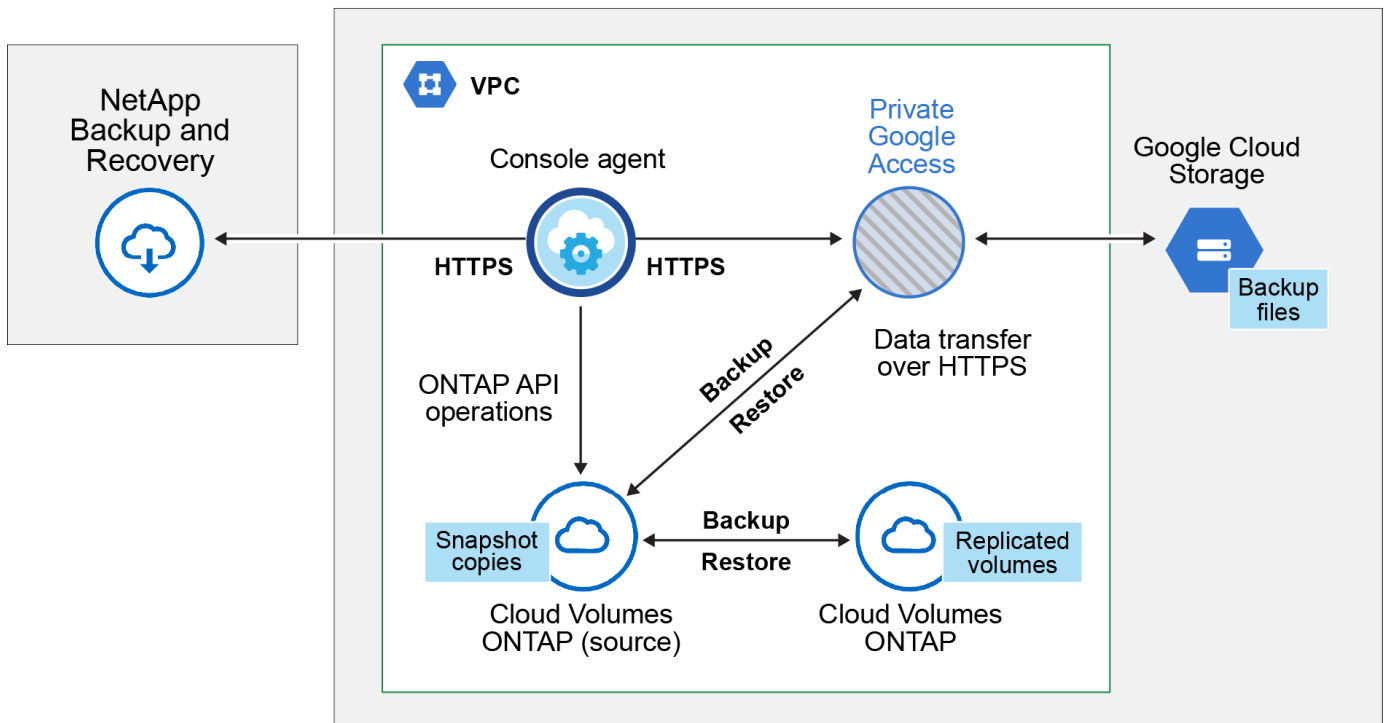 NetApp
Backup and
Recovery
VPC
Console agent
Private
Google
Access
Google Cloud
Storage
HTTPS
HTTPS
Backup
files
Data transfer
over HTTPS
ONTAP API
operations
Backup
Restore
Snapshot
copies
Backup
Restore
Replicated
volumes
Cloud Volumes
ONTAP (source)
Cloud Volumes
ONTAP